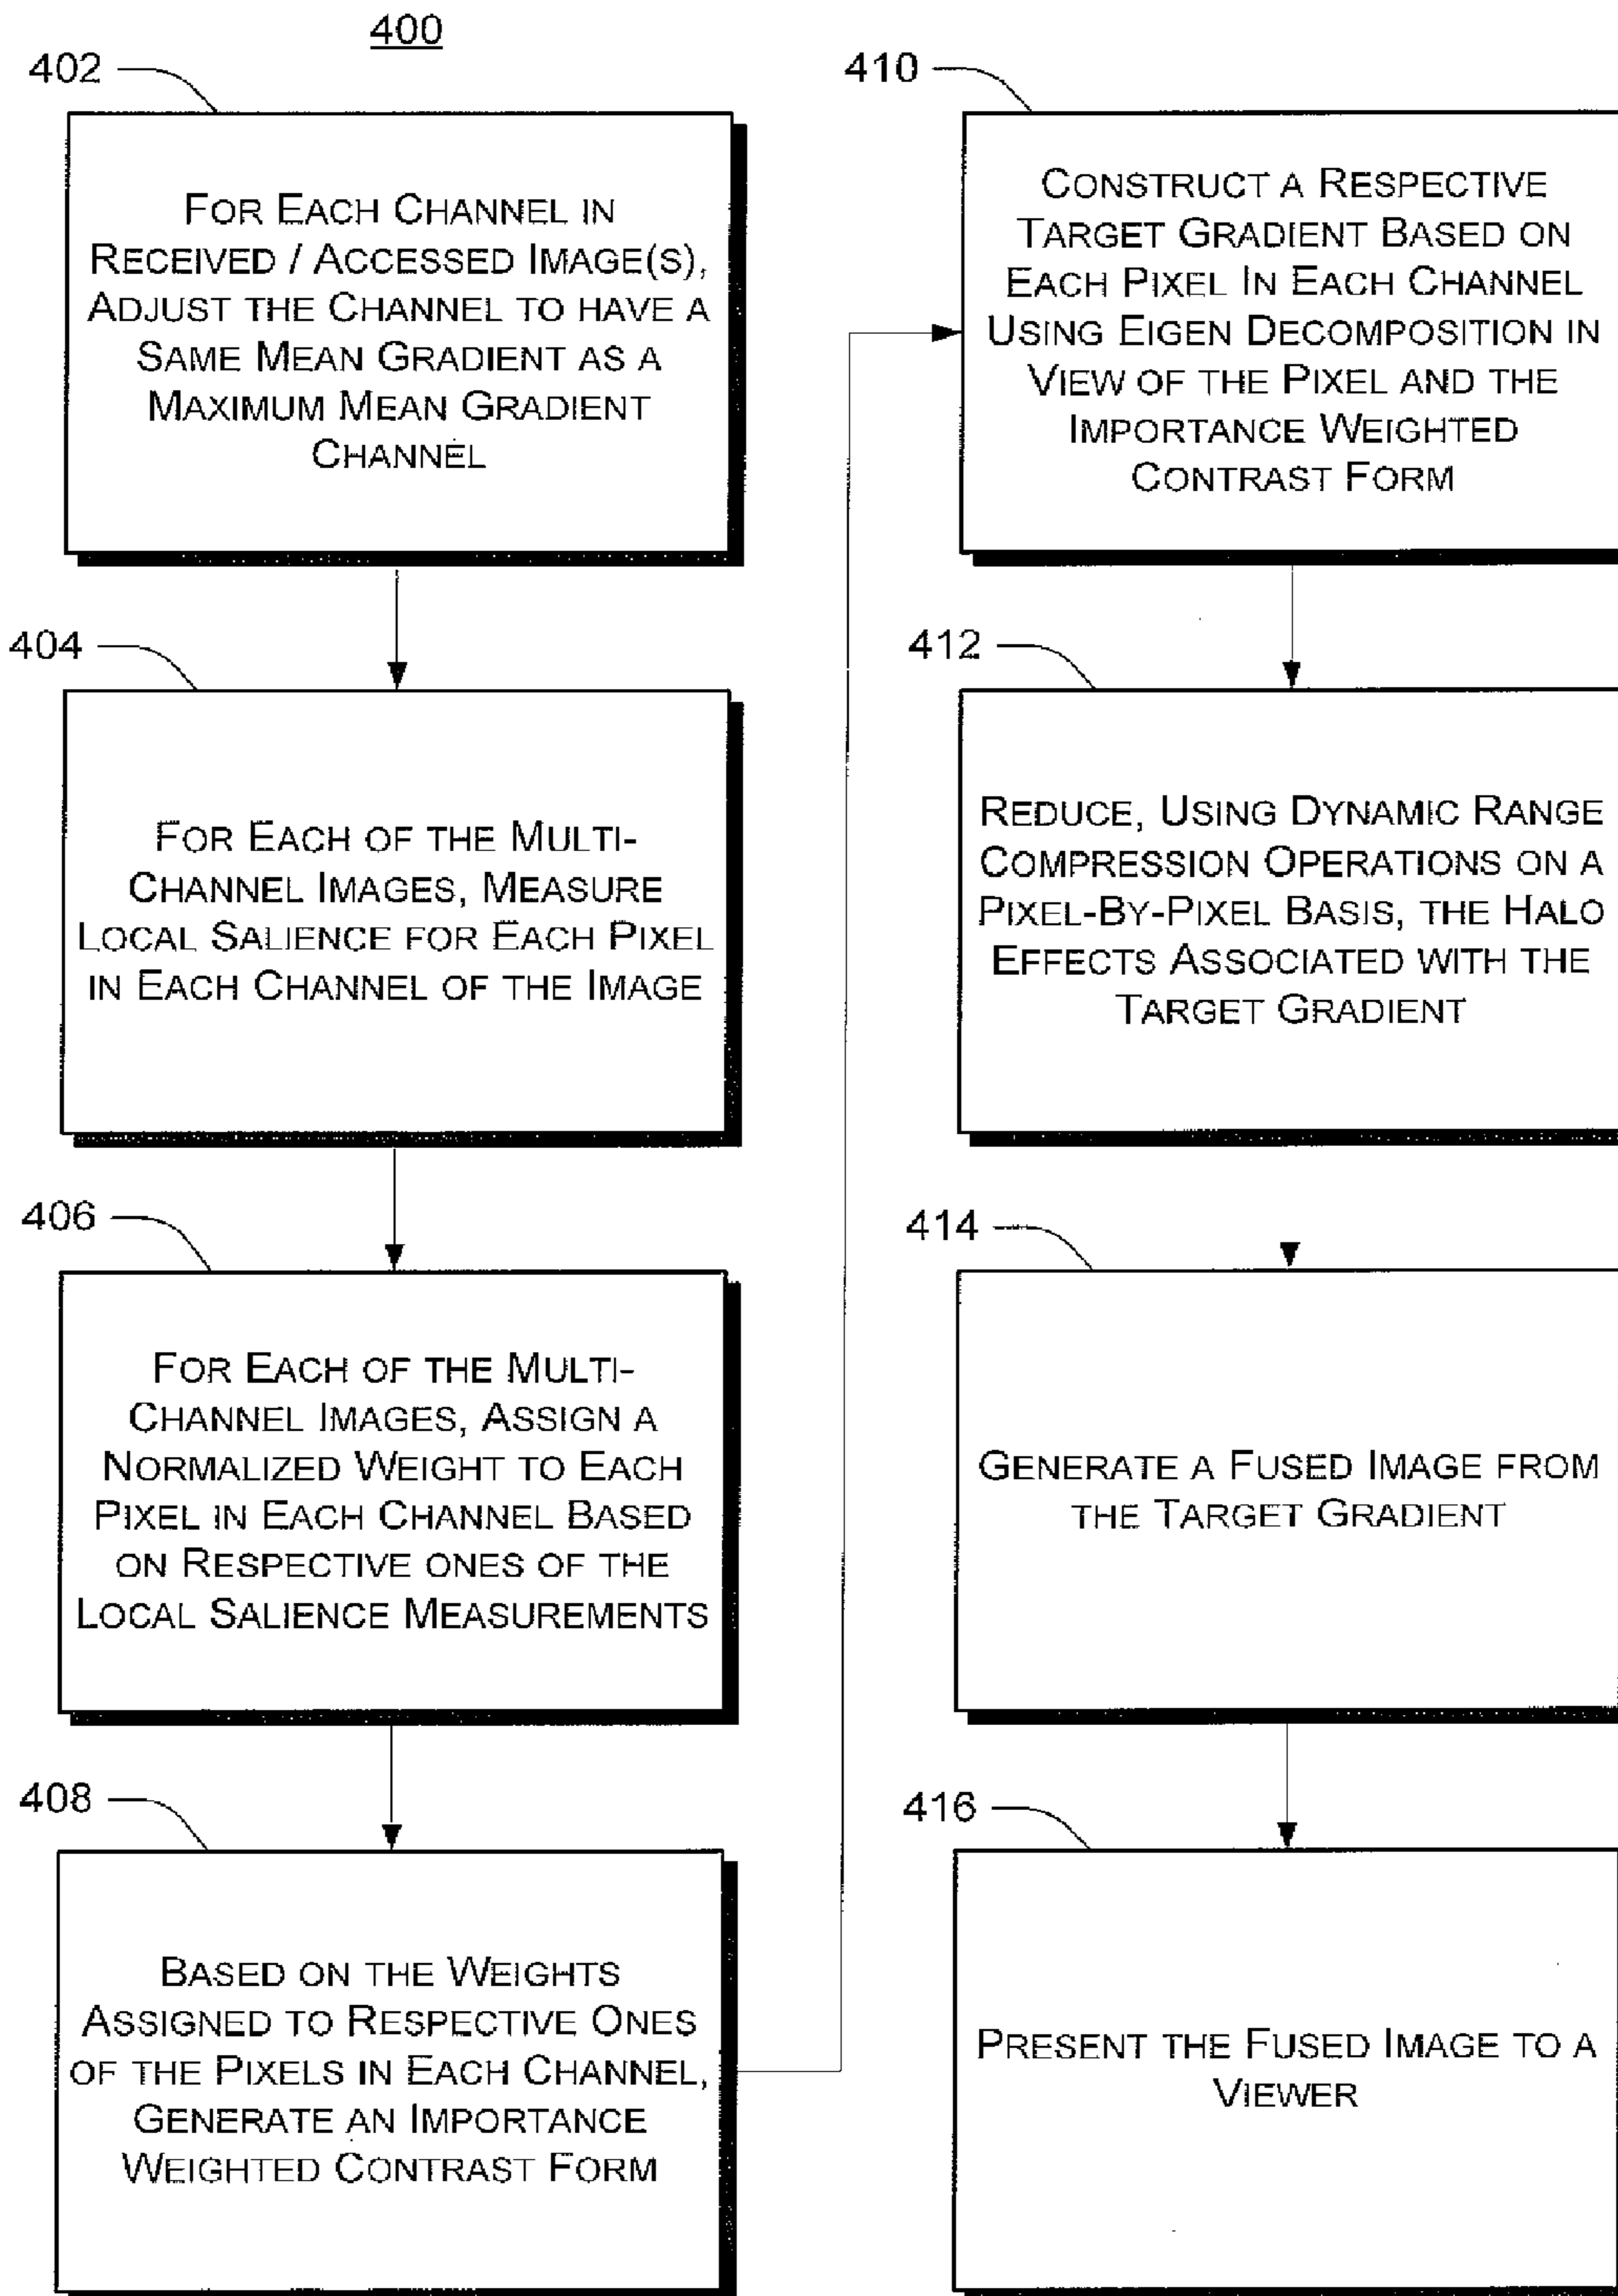 400
402
FOR EACH CHANNEL IN
RECEIVED / ACCESSED IMAGE(S),
ADJUST THE CHANNEL TO HAVE A
SAME MEAN GRADIENT AS A
MAXIMUM MEAN GRADIENT
CHANNEL
404
FOR EACH OF THE MULTI-
CHANNEL IMAGES, MEASURE
LOCAL SALIENCE FOR EACH PIXEL
IN EACH CHANNEL OF THE IMAGE
406
FOR EACH OF THE MULTI-
CHANNEL IMAGES, ASSIGN A
NORMALIZED WEIGHT TO EACH
PIXEL IN EACH CHANNEL BASED
ON RESPECTIVE ONES OF THE
LOCAL SALIENCE MEASUREMENTS
408
BASED ON THE WEIGHTS
ASSIGNED TO RESPECTIVE ONES
OF THE PIXELS IN EACH CHANNEL,
GENERATE AN IMPORTANCE
WEIGHTED CONTRAST FORM
410
CONSTRUCT A RESPECTIVE
TARGET GRADIENT BASED ON
EACH PIXEL IN EACH CHANNEL
USING EIGEN DECOMPOSITION IN
VIEW OF THE PIXEL AND THE
IMPORTANCE WEIGHTED
CONTRAST FORM
412
REDUCE, USING DYNAMIC RANGE
COMPRESSION OPERATIONS ON A
PIXEL-BY-PIXEL BASIS, THE HALO
EFFECTS ASSOCIATED WITH THE
TARGET GRADIENT
414
GENERATE A FUSED IMAGE FROM
THE TARGET GRADIENT
416
PRESENT THE FUSED IMAGE TO A
VIEWER